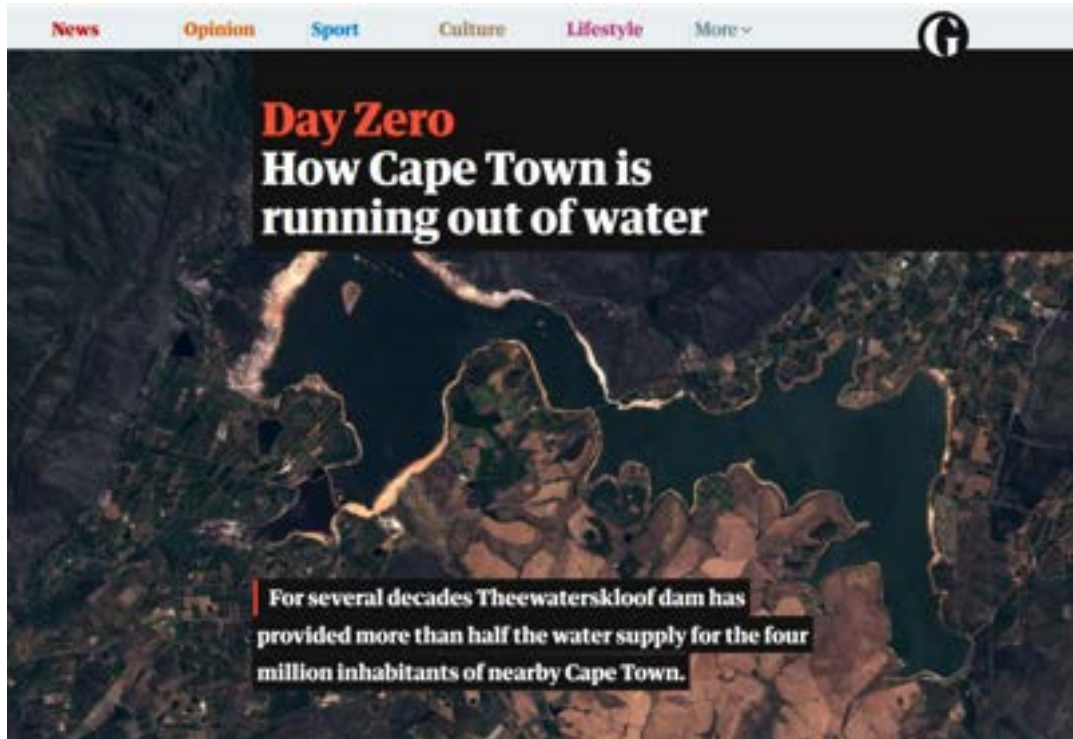 News Opinion Sport Culture Lifestyle More
G
Day Zero
How Cape Town is
running out of water
For several decades Theewaterskloof dam has
provided more than half the water supply for the four
million inhabitants of nearby Cape Town.